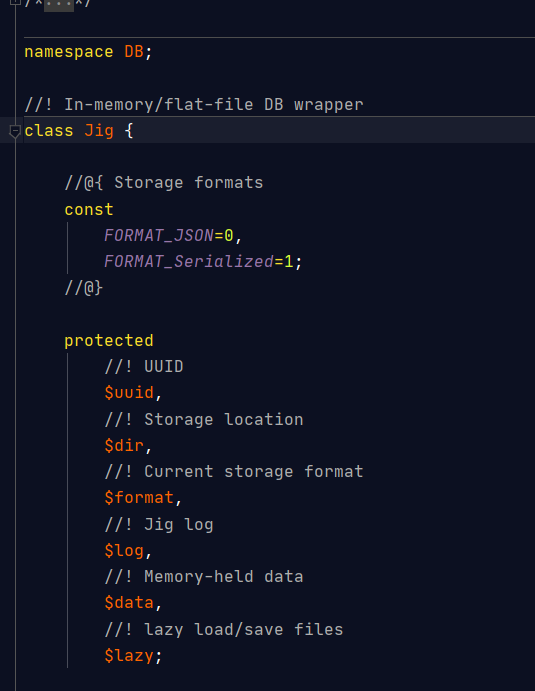 /*...*/
namespace DB;
//! In-memory/flat-file DB wrapper
class Jig {
//@{ Storage formats
const
FORMAT_JSON=0,
FORMAT_Serialized=1;
//@}
protected
//! UUID
$uuid,
//! Storage location
$dir,
//! Current storage format
$format,
//! Jig log
$log,
//! Memory-held data
$data,
//! lazy load/save files
$lazy;